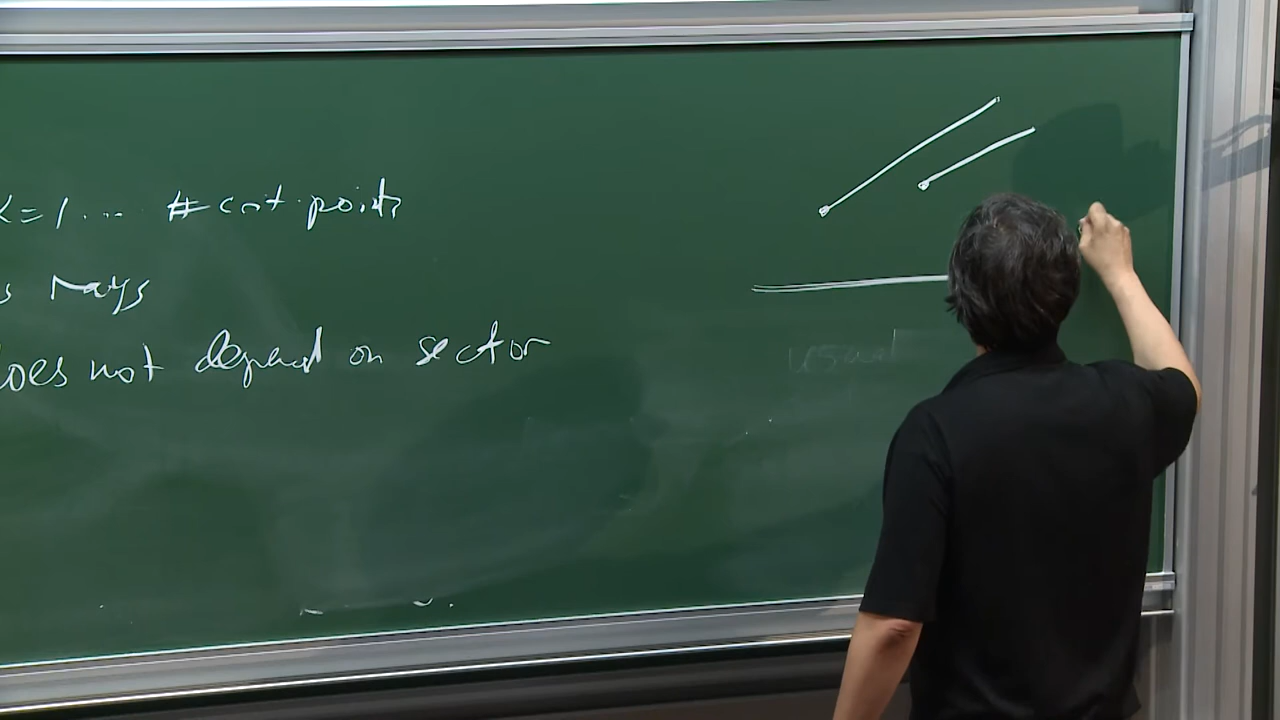 =1 ... # crit. points
s rays
oes not depend on sector